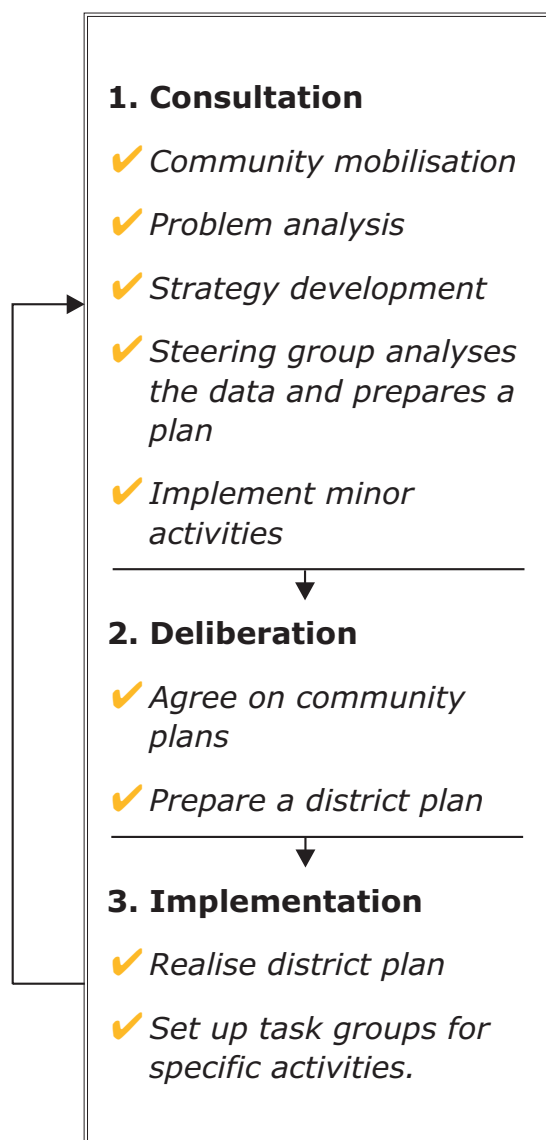 1. Consultation
✔ Community mobilisation
✔ Problem analysis
✔ Strategy development
✔ Steering group analyses
the data and prepares a
plan
✔ Implement minor
activities
2. Deliberation
✔ Agree on community
plans
✔ Prepare a district plan
3. Implementation
✔ Realise district plan
✔ Set up task groups for
specific activities.